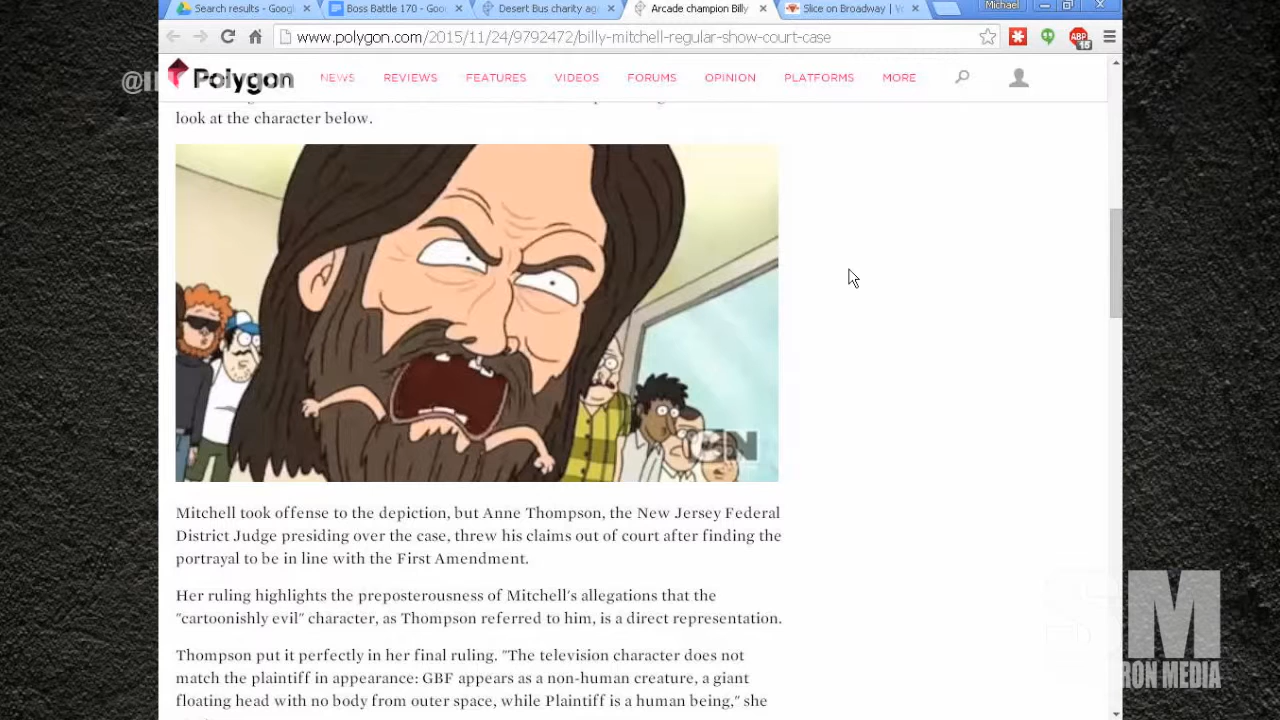 Search results - Googl
Boss Battle 170 - Goo
Desert Bus charity aga
Arcade champion Billy
Slice on Broadway | Yo
Michael
www.polygon.com/2015/11/24/9792472/billy-mitchell-regular-show-court-case
ABP
15
Polygon NEWS REVIEWS FEATURES VIDEOS FORUMS OPINION PLATFORMS MORE
look at the character below.
CN
Mitchell took offense to the depiction, but Anne Thompson, the New Jersey Federal
District Judge presiding over the case, threw his claims out of court after finding the
portrayal to be in line with the First Amendment.
Her ruling highlights the preposterousness of Mitchell's allegations that the
"cartoonishly evil" character, as Thompson referred to him, is a direct representation.
Thompson put it perfectly in her final ruling. "The television character does not
match the plaintiff in appearance: GBF appears as a non-human creature, a giant
floating head with no body from outer space, while Plaintiff is a human being," she
SM
RON MEDIA